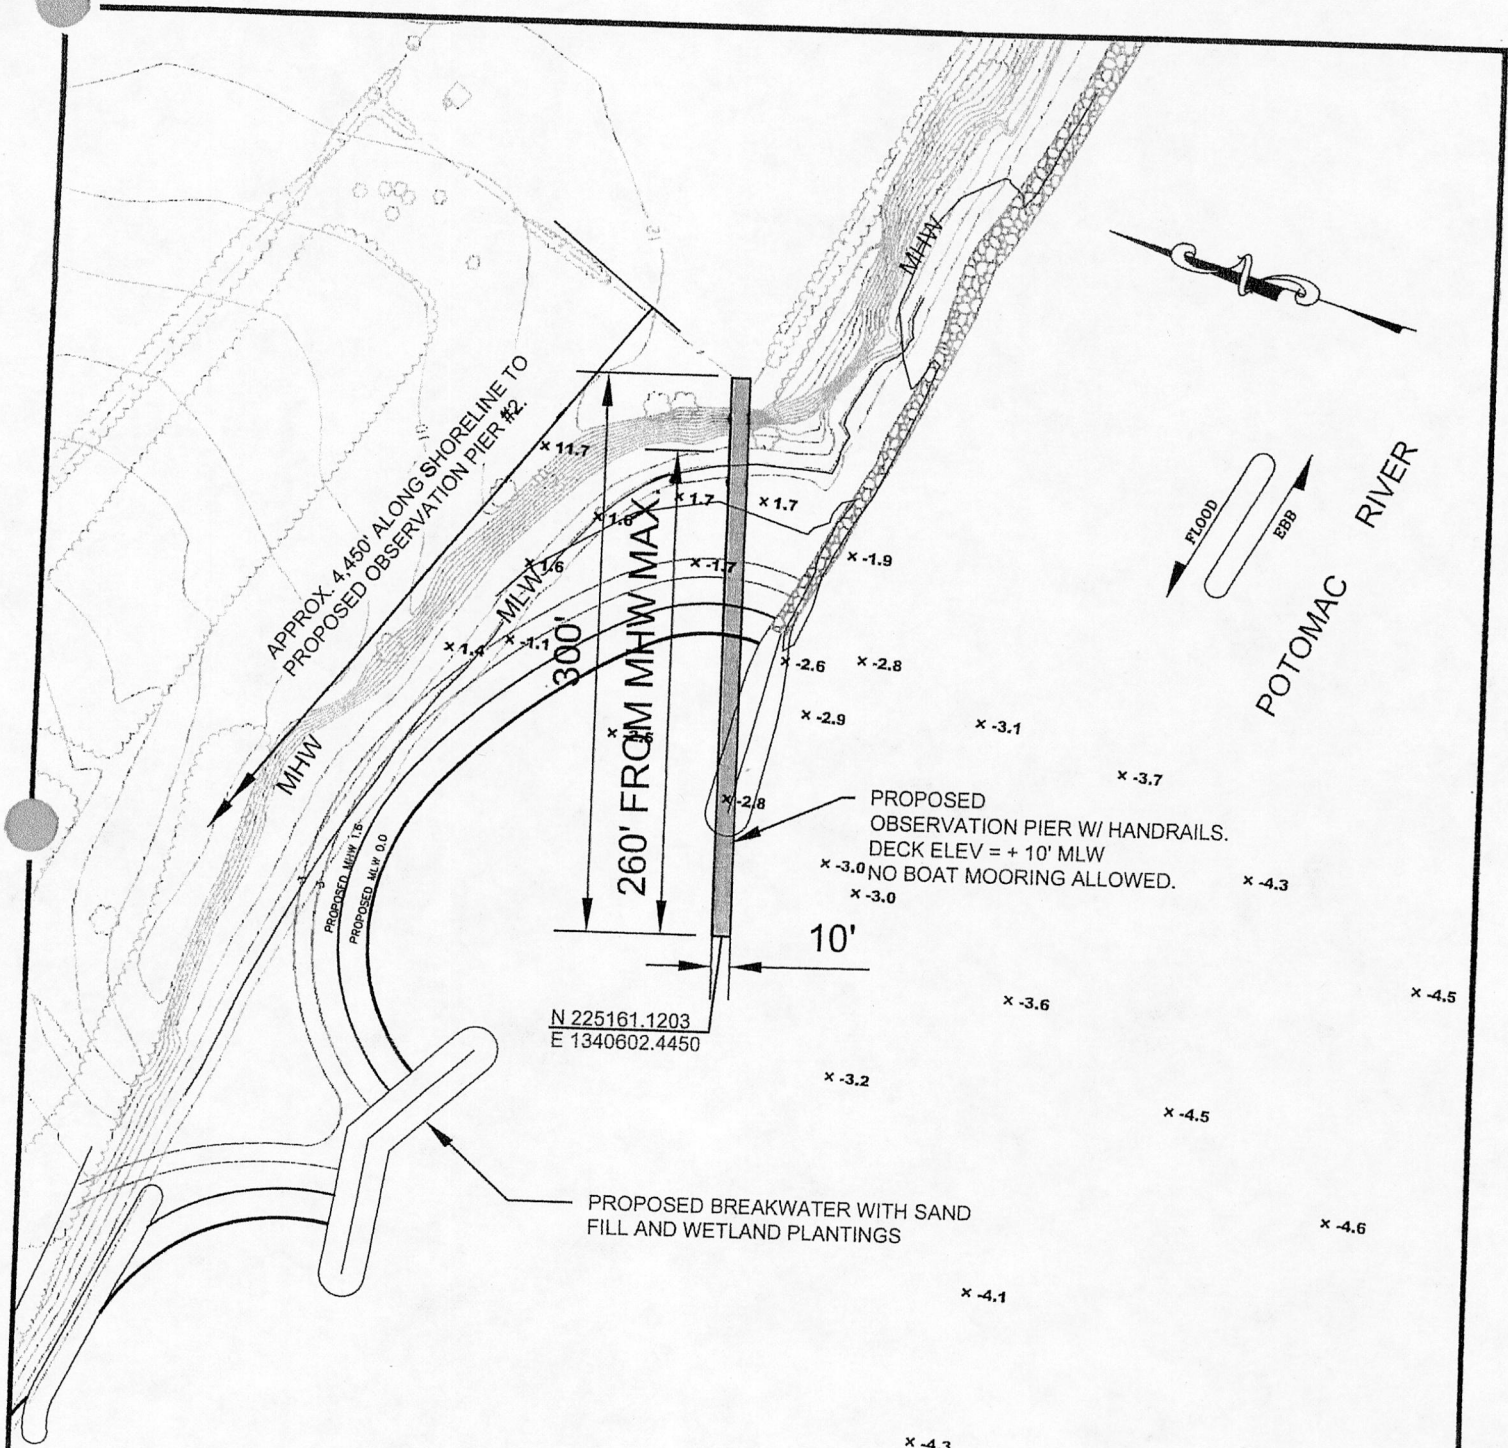 MHW
APPROX. 4,450' ALONG SHORELINE TO
PROPOSED OBSERVATION PIER #2.
× 11.7
× 1.7
× 1.7
× 1.6
× 1.6
× -1.7
× -1.9
MLW
× 1.4
× -1.1
300'
260' FROM MHW MAX.
× -2.6
× -2.8
× -2.9
× -3.1
× -3.7
× -2.8
FLOOD
EBB
POTOMAC RIVER
MHW
PROPOSED MHW 1.5
PROPOSED MLW 0.0
PROPOSED
OBSERVATION PIER W/ HANDRAILS.
DECK ELEV = + 10' MLW
NO BOAT MOORING ALLOWED.
× -3.0
× -3.0
× -4.3
10'
× -3.6
× -4.5
N 225161.1203
E 1340602.4450
× -3.2
× -4.5
PROPOSED BREAKWATER WITH SAND
FILL AND WETLAND PLANTINGS
× -4.6
× -4.1
× -4.3